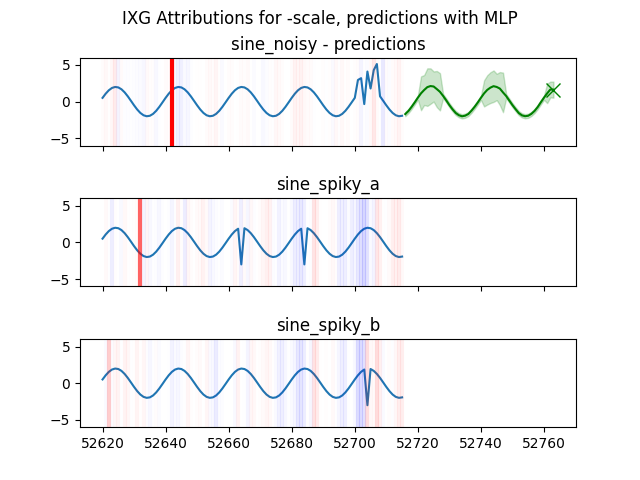 IXG Attributions for -scale, predictions with MLP
sine_noisy - predictions
5
0
−5
sine_spiky_a
5
0
−5
sine_spiky_b
5
0
−5
52620 52640 52660 52680 52700 52720 52740 52760